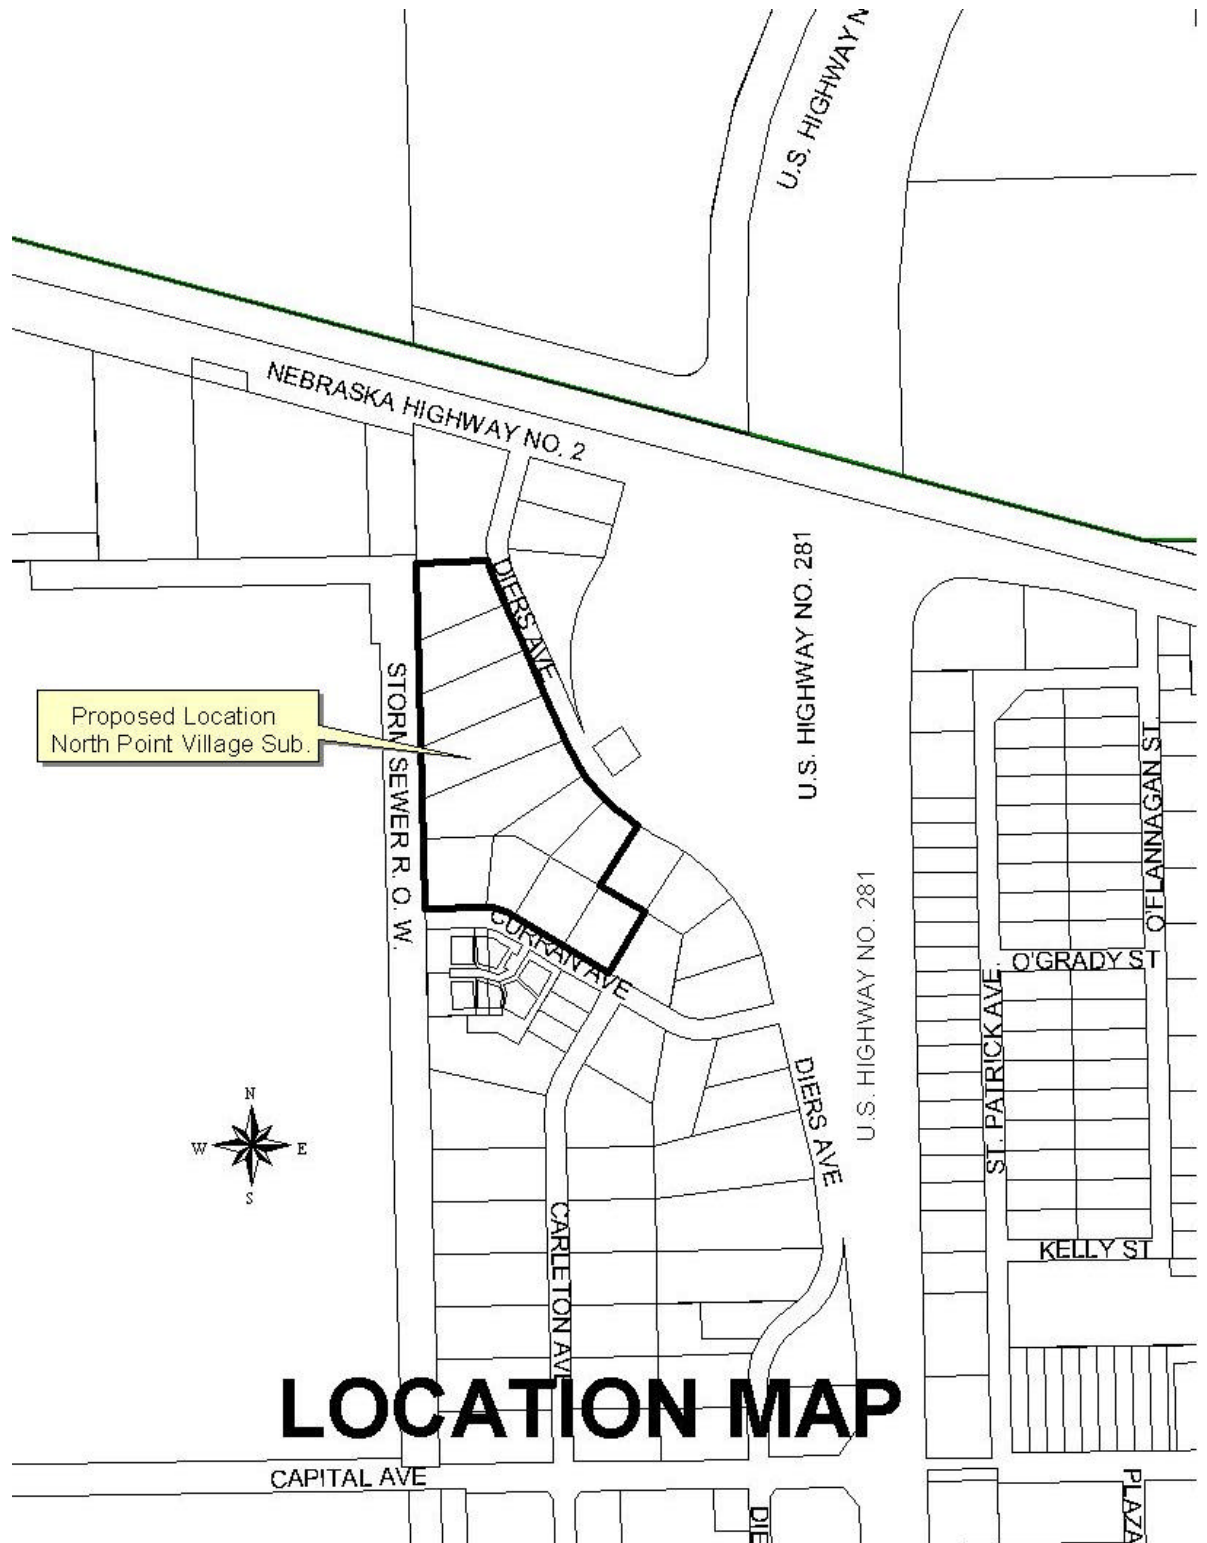 U.S. HIGHWAY N
NEBRASKA HIGHWAY NO. 2
DIERS AVE
U.S. HIGHWAY NO. 281
STORM SEWER R. O. W.
Proposed Location
North Point Village Sub.
O'FLANNAGAN ST.
CURRAN AVE
O'GRADY ST
ST. PATRICK AVE.
U.S. HIGHWAY NO. 281
DIERS AVE
N
W
E
S
CARLETON AVE
KELLY ST
LOCATION MAP
CAPITAL AVE
DIE
PLAZA